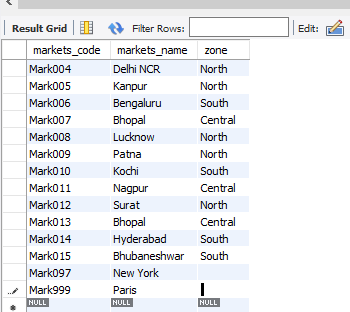 Result Grid Filter Rows: Edit:
markets_code markets_name zone
Mark004 Delhi NCR North
Mark005 Kanpur North
Mark006 Bengaluru South
Mark007 Bhopal Central
Mark008 Lucknow North
Mark009 Patna North
Mark010 Kochi South
Mark011 Nagpur Central
Mark012 Surat North
Mark013 Bhopal Central
Mark014 Hyderabad South
Mark015 Bhubaneshwar South
Mark097 New York
Mark999 Paris
NULL NULL NULL